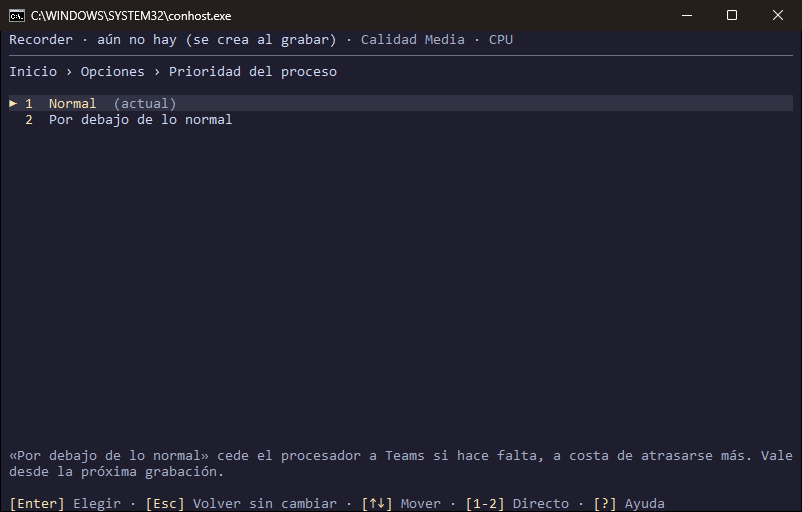 C:\WINDOWS\SYSTEM32\conhost.exe
Recorder · aún no hay (se crea al grabar) · Calidad Media · CPU
Inicio › Opciones › Prioridad del proceso
► 1 Normal (actual)
2 Por debajo de lo normal
«Por debajo de lo normal» cede el procesador a Teams si hace falta, a costa de atrasarse más. Vale
desde la próxima grabación.
[Enter] Elegir · [Esc] Volver sin cambiar · [↑↓] Mover · [1-2] Directo · [?] Ayuda